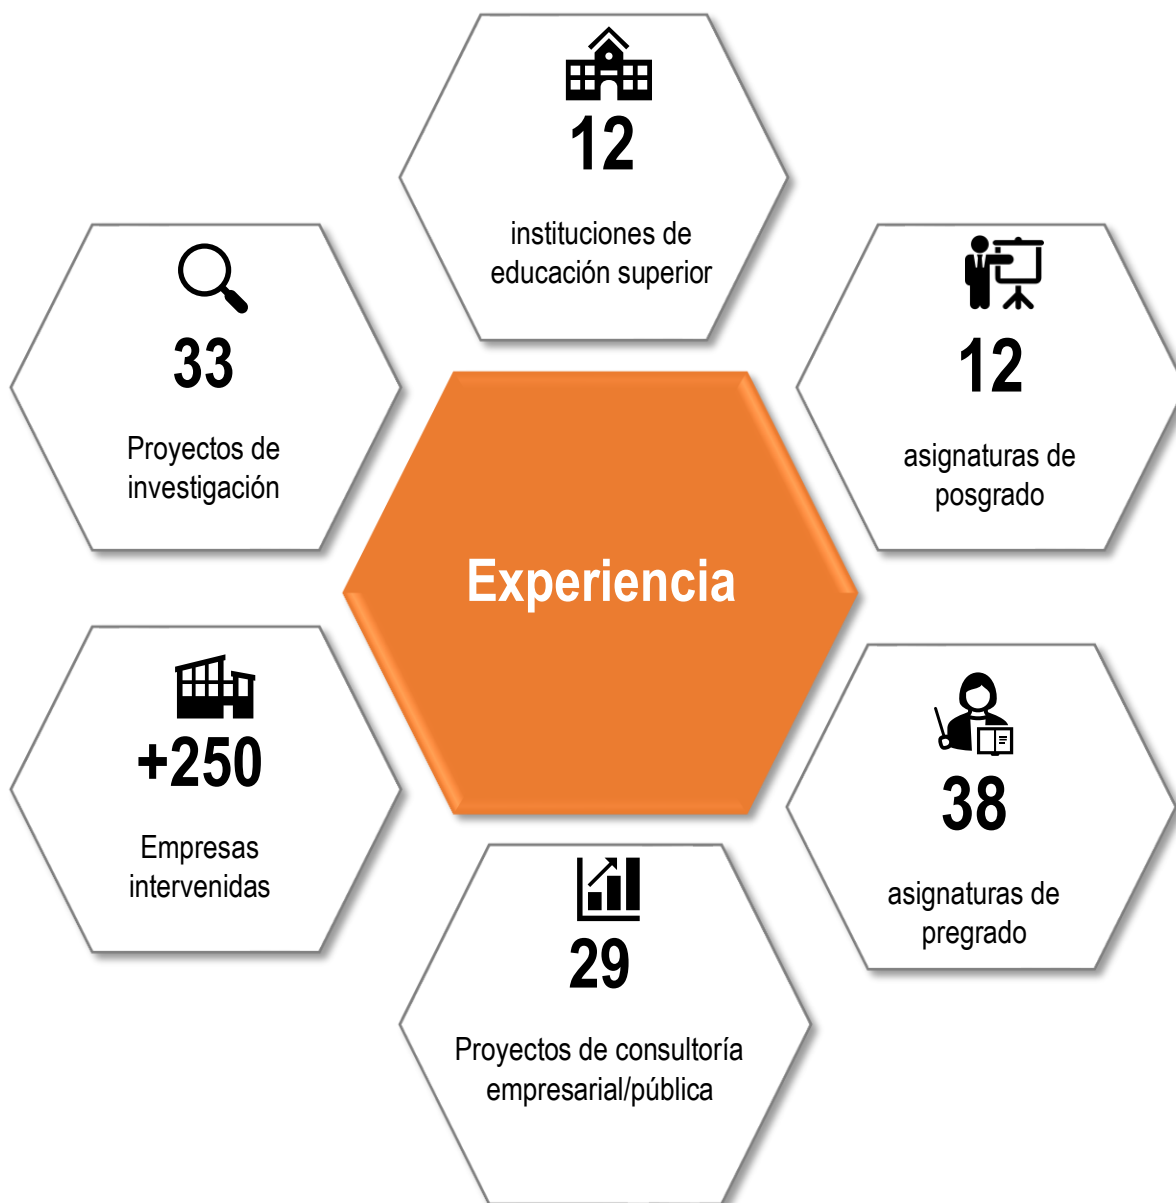 12
instituciones de
educación superior
33
Proyectos de
investigación
12
asignaturas de
posgrado
Experiencia
+250
Empresas
intervenidas
38
asignaturas de
pregrado
29
Proyectos de consultoría
empresarial/pública